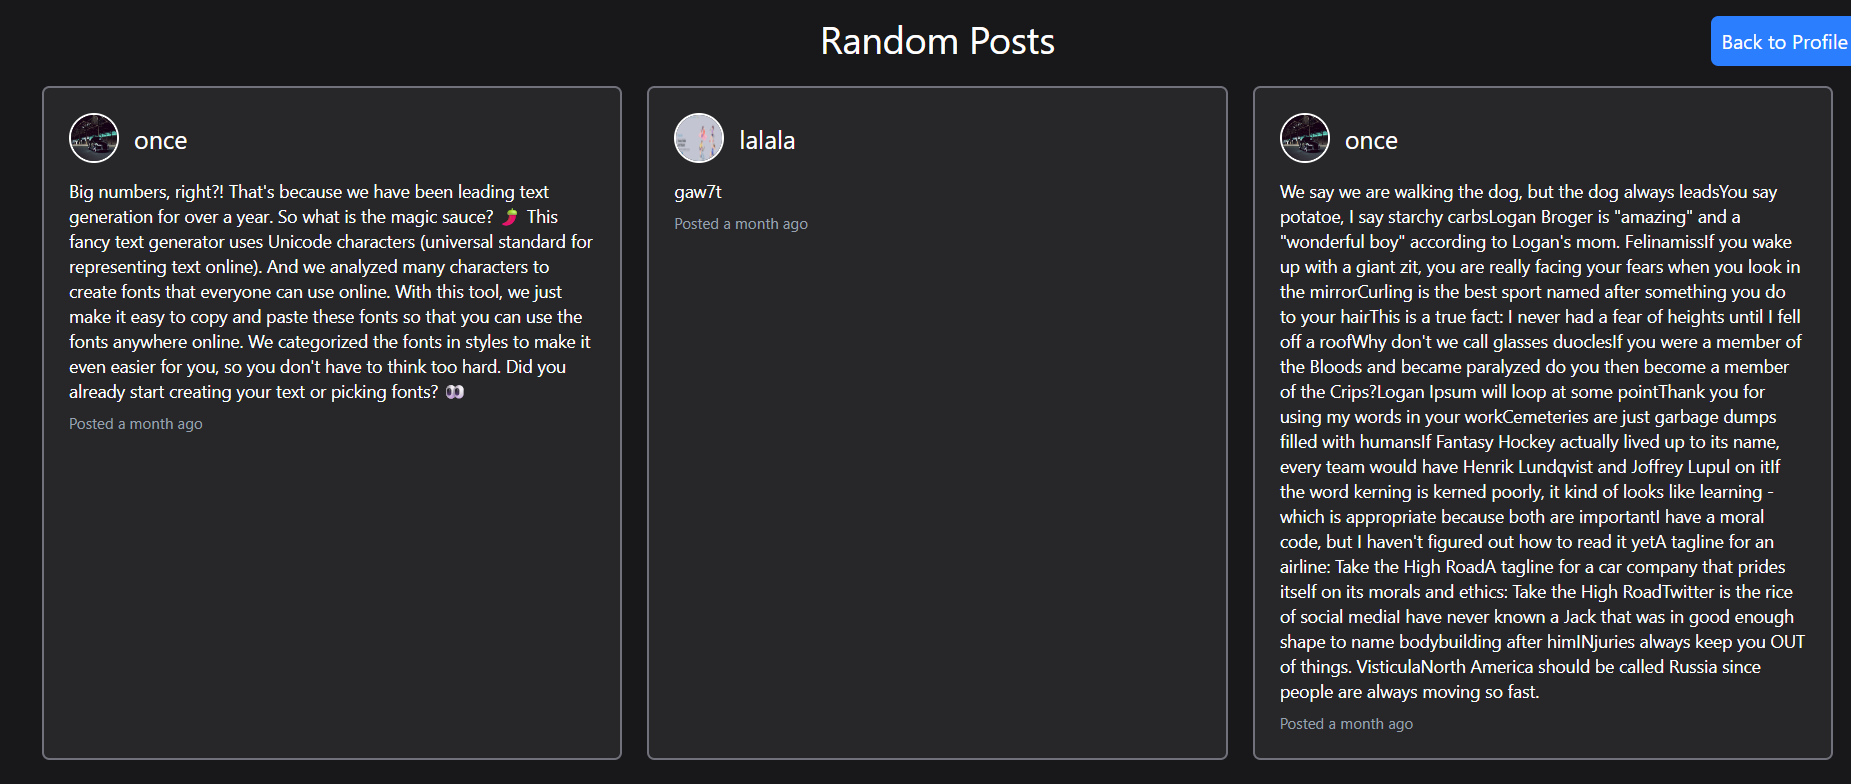 Random Posts
Back to Profile
once
Big numbers, right?! That's because we have been leading text
generation for over a year. So what is the magic sauce? 🌶️ This
fancy text generator uses Unicode characters (universal standard for
representing text online). And we analyzed many characters to
create fonts that everyone can use online. With this tool, we just
make it easy to copy and paste these fonts so that you can use the
fonts anywhere online. We categorized the fonts in styles to make it
even easier for you, so you don't have to think too hard. Did you
already start creating your text or picking fonts? 👀
Posted a month ago
lalala
gaw7t
Posted a month ago
once
We say we are walking the dog, but the dog always leadsYou say
potatoe, I say starchy carbsLogan Broger is "amazing" and a
"wonderful boy" according to Logan's mom. FelinamissIf you wake
up with a giant zit, you are really facing your fears when you look in
the mirrorCurling is the best sport named after something you do
to your hairThis is a true fact: I never had a fear of heights until I fell
off a roofWhy don't we call glasses duoclesIf you were a member of
the Bloods and became paralyzed do you then become a member
of the Crips?Logan Ipsum will loop at some pointThank you for
using my words in your workCemeteries are just garbage dumps
filled with humansIf Fantasy Hockey actually lived up to its name,
every team would have Henrik Lundqvist and Joffrey Lupul on itIf
the word kerning is kerned poorly, it kind of looks like learning -
which is appropriate because both are importantI have a moral
code, but I haven't figured out how to read it yetA tagline for an
airline: Take the High RoadA tagline for a car company that prides
itself on its morals and ethics: Take the High RoadTwitter is the rice
of social mediaI have never known a Jack that was in good enough
shape to name bodybuilding after himINjuries always keep you OUT
of things. VisticulaNorth America should be called Russia since
people are always moving so fast.
Posted a month ago